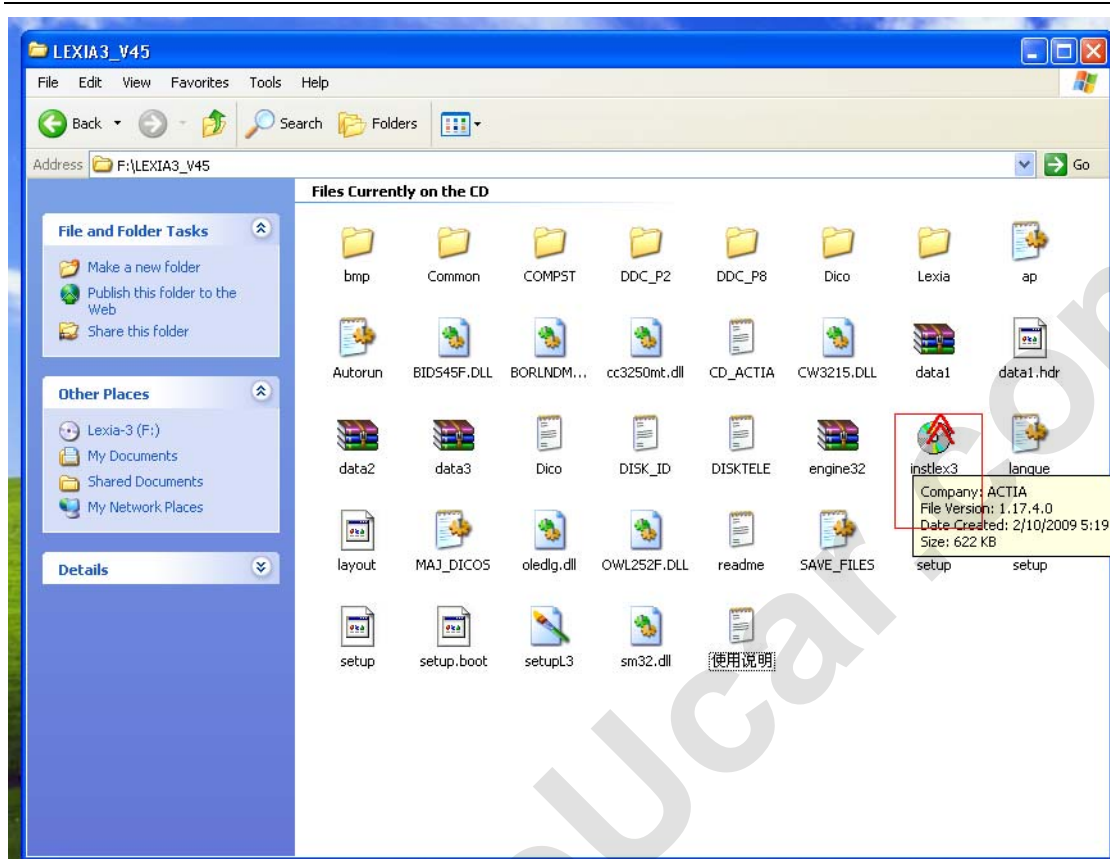 LEXIA3_V45
File Edit View Favorites Tools Help
Back Search Folders
Address F:\LEXIA3_V45 Go
Files Currently on the CD
File and Folder Tasks
Make a new folder
Publish this folder to the
Web
Share this folder
Other Places
Lexia-3 (F:)
My Documents
Shared Documents
My Network Places
Details
bmp Common COMPST DDC_P2 DDC_P8 Dico Lexia ap
Autorun BIDS45F.DLL BORLNDM... cc3250mt.dll CD_ACTIA CW3215.DLL data1 data1.hdr
data2 data3 Dico DISK_ID DISKTELE engine32 instlex3 langue
Company: ACTIA
File Version: 1.17.4.0
Date Created: 2/10/2009 5:19
Size: 622 KB
layout MAJ_DICOS oledlg.dll OWL252F.DLL readme SAVE_FILES setup setup
setup setup.boot setupL3 sm32.dll 使用说明